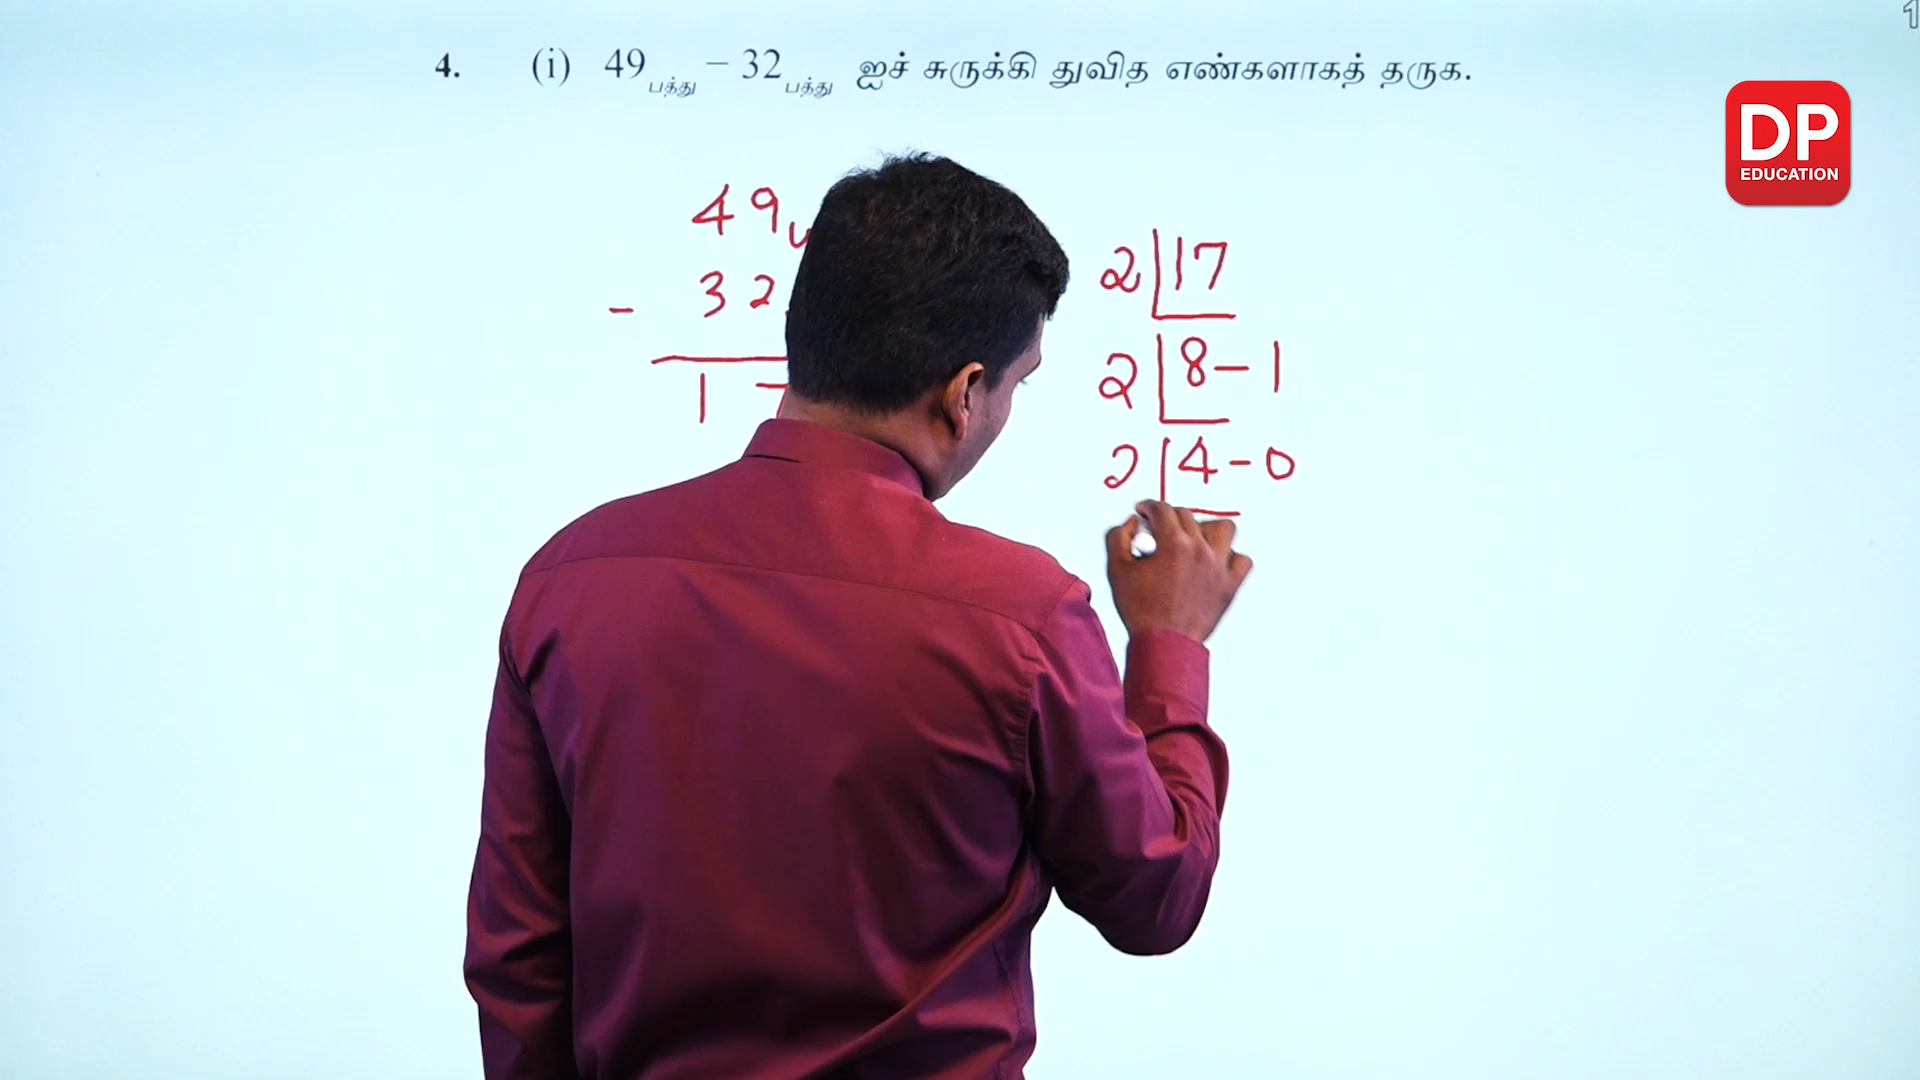 4. (i) 49பத்து – 32பத்து ஐச் சுருக்கி துவித எண்களாகத் தருக.
DP
EDUCATION
49
- 32
1 7
2 17
2 8 – 1
2 4 – 0